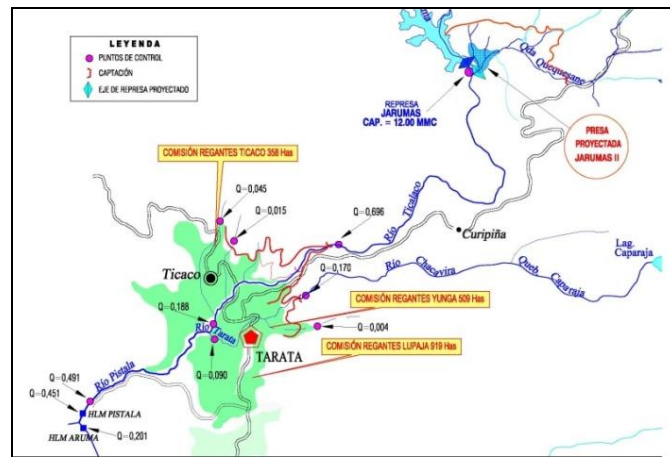 LEYENDA
PUNTOS DE CONTROL
CAPTACIÓN
EJE DE REPRESA PROYECTADO
Qda Quequesane
REPRESA
JARUMAS
CAP. = 12.00 MMC
PRESA
PROYECTADA
JARUMAS II
COMISIÓN REGANTES TICACO 358 Has
Q=0,045
Q=0,015
Q=0,696
Río Ticalaco
Curipiña
Lag.
Caparaja
Ticaco
Q=0,170
Río Chacavira
Queb Caparaja
Q=0,188
COMISIÓN REGANTES YUNGA 509 Has
Río Tarata
Q=0,004
TARATA
COMISIÓN REGANTES LUPAJA 919 Has
Q=0,090
Río Pistala
Q=0,491
Q=0,451
HLM PISTALA
HLM ARUMA
Q=0,201